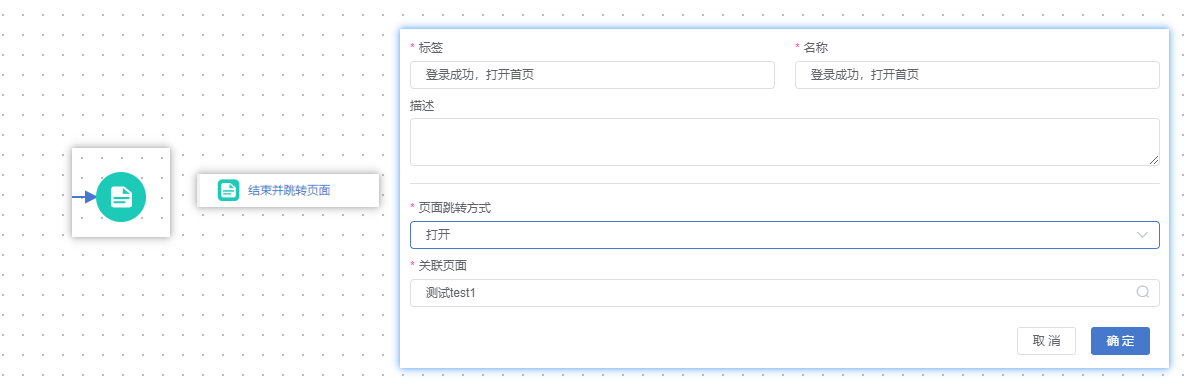 结束并跳转页面
* 标签
登录成功，打开首页
* 名称
登录成功，打开首页
描述
* 页面跳转方式
打开
* 关联页面
测试test1
取 消
确 定